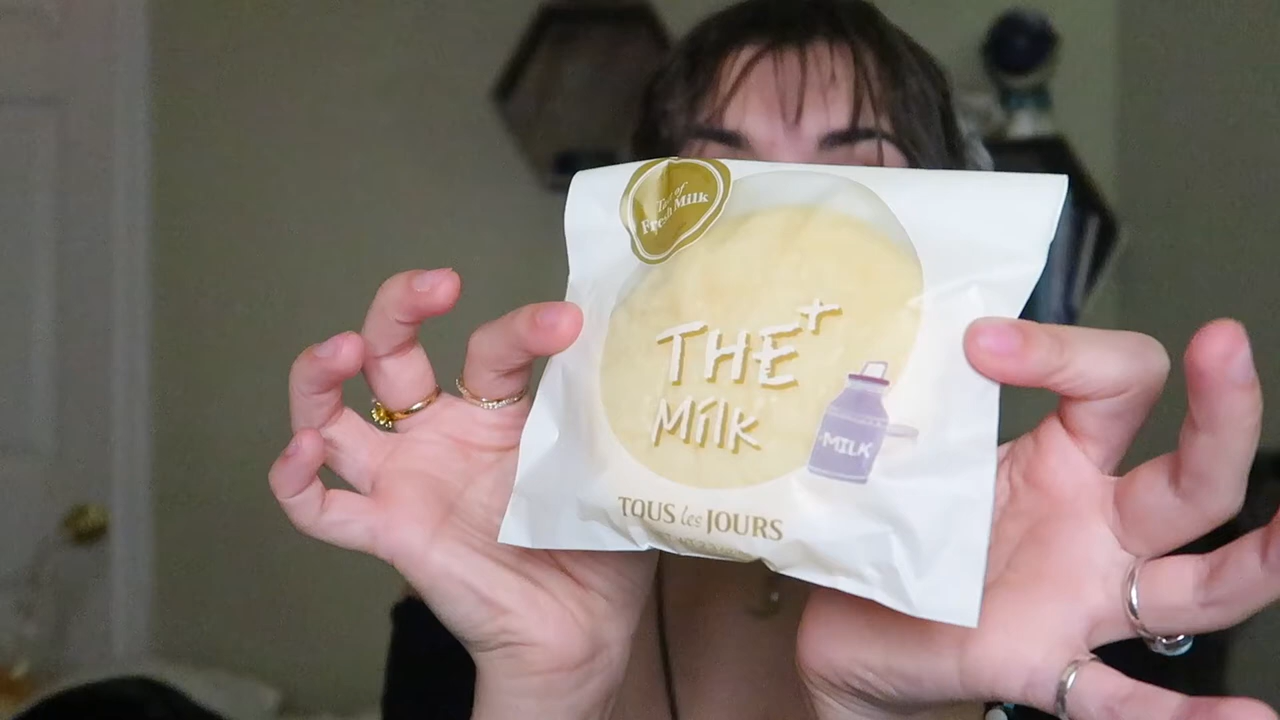 Taste of
Fresh Milk
THE+
Milk
MILK
TOUS les JOURS